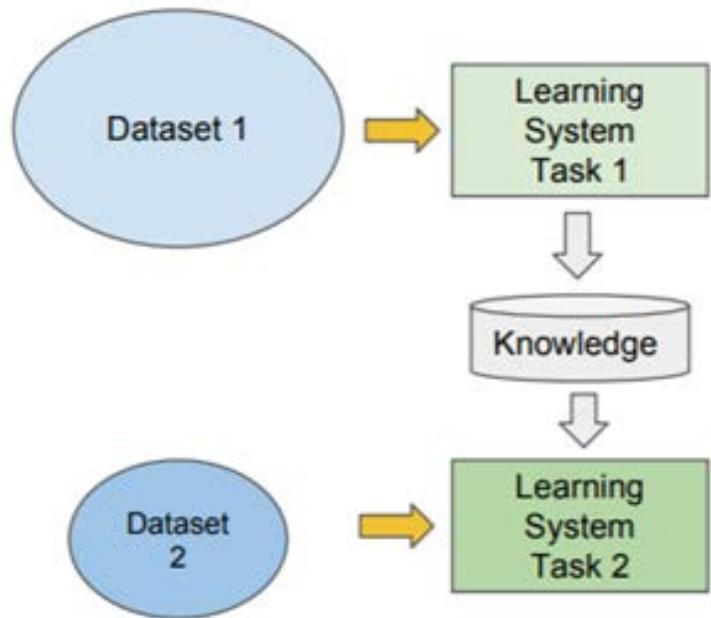 Dataset 1
Learning
System
Task 1
Knowledge
Dataset
2
Learning
System
Task 2